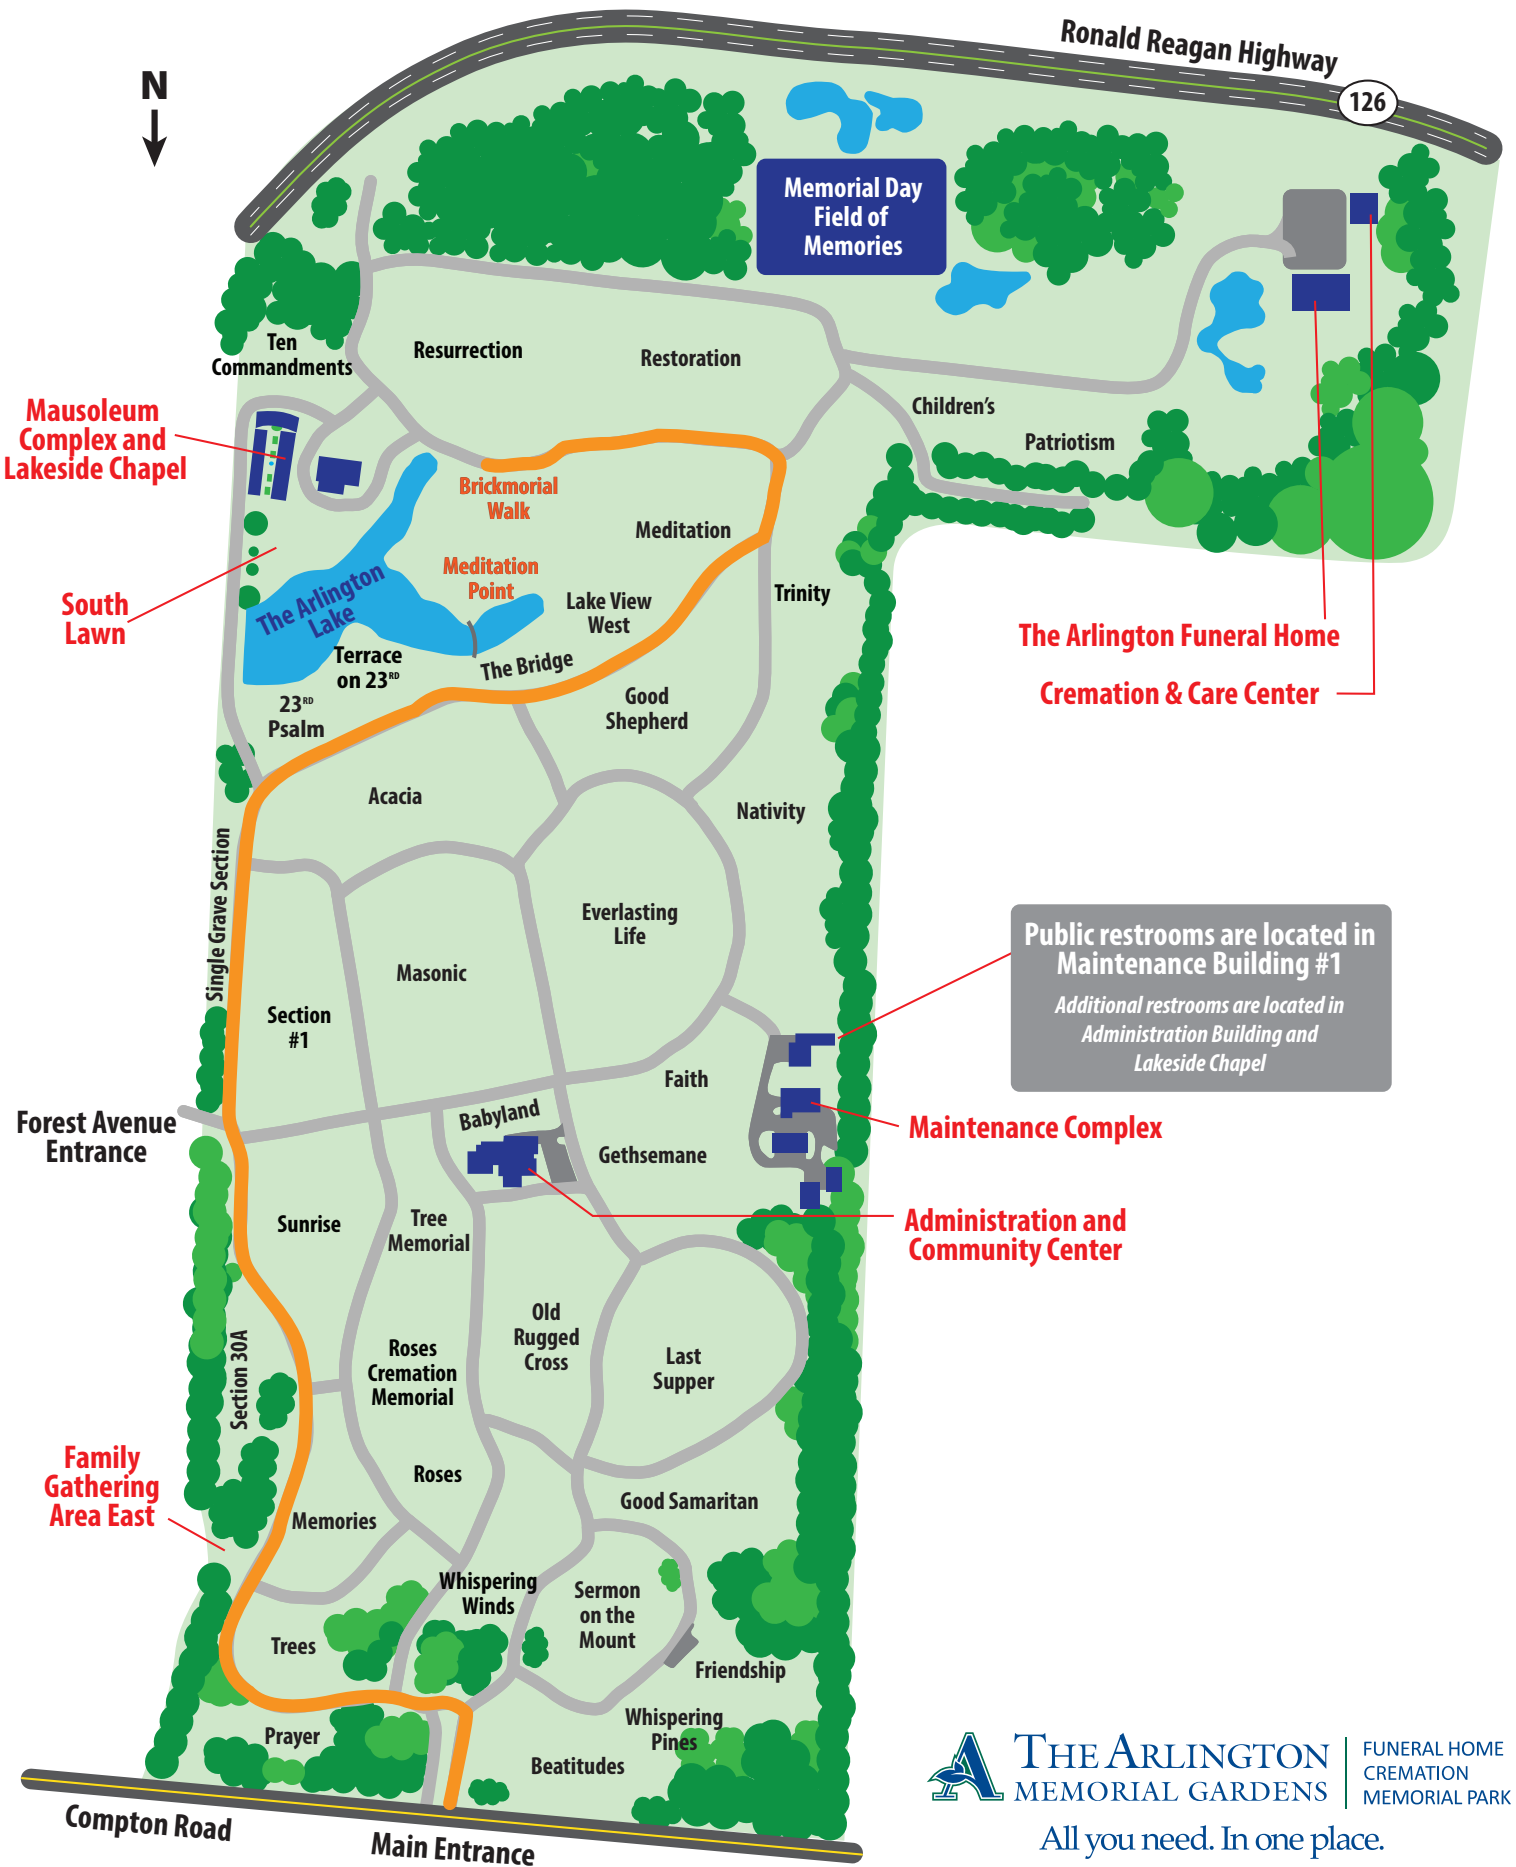 Ronald Reagan Highway
126
N
Memorial Day
Field of
Memories
Ten
Commandments
Resurrection
Restoration
Children's
Patriotism
Mausoleum
Complex and
Lakeside Chapel
Brickmorial
Walk
Meditation
Meditation
Point
The Arlington
Lake
South
Lawn
Lake View
West
Trinity
The Arlington Funeral Home
Cremation & Care Center
Terrace
on 23RD
The Bridge
23RD
Psalm
Good
Shepherd
Acacia
Nativity
Single Grave Section
Everlasting
Life
Masonic
Section
#1
Public restrooms are located in
Maintenance Building #1
Additional restrooms are located in
Administration Building and
Lakeside Chapel
Faith
Babyland
Forest Avenue
Entrance
Maintenance Complex
Gethsemane
Sunrise
Tree
Memorial
Administration and
Community Center
Old
Rugged
Cross
Roses
Cremation
Memorial
Last
Supper
Section 30A
Family
Gathering
Area East
Roses
Good Samaritan
Memories
Whispering
Winds
Sermon
on the
Mount
Trees
Friendship
Whispering
Pines
Prayer
Beatitudes
Compton Road
Main Entrance
A
THE ARLINGTON
MEMORIAL GARDENS
FUNERAL HOME
CREMATION
MEMORIAL PARK
All you need. In one place.